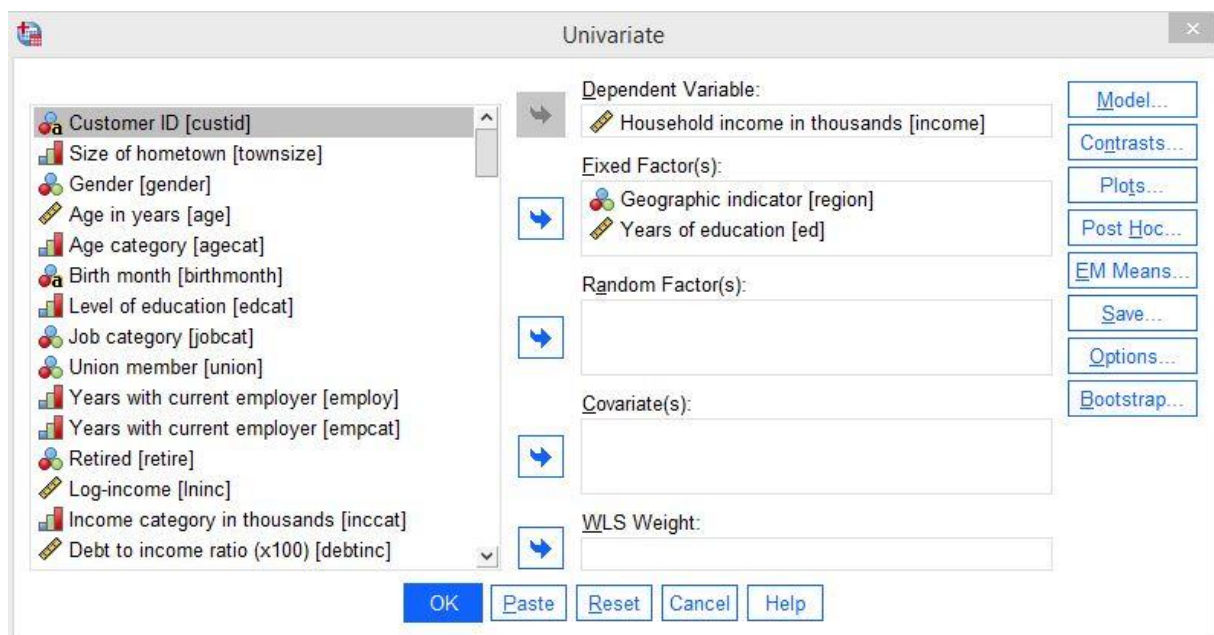 Univariate
Customer ID [custid]
Size of hometown [townsize]
Gender [gender]
Age in years [age]
Age category [agecat]
Birth month [birthmonth]
Level of education [edcat]
Job category [jobcat]
Union member [union]
Years with current employer [employ]
Years with current employer [empcat]
Retired [retire]
Log-income [lninc]
Income category in thousands [inccat]
Debt to income ratio (x100) [debtinc]
Dependent Variable:
Household income in thousands [income]
Fixed Factor(s):
Geographic indicator [region]
Years of education [ed]
Random Factor(s):
Covariate(s):
WLS Weight:
Model...
Contrasts...
Plots...
Post Hoc...
EM Means...
Save...
Options...
Bootstrap...
OK
Paste
Reset
Cancel
Help